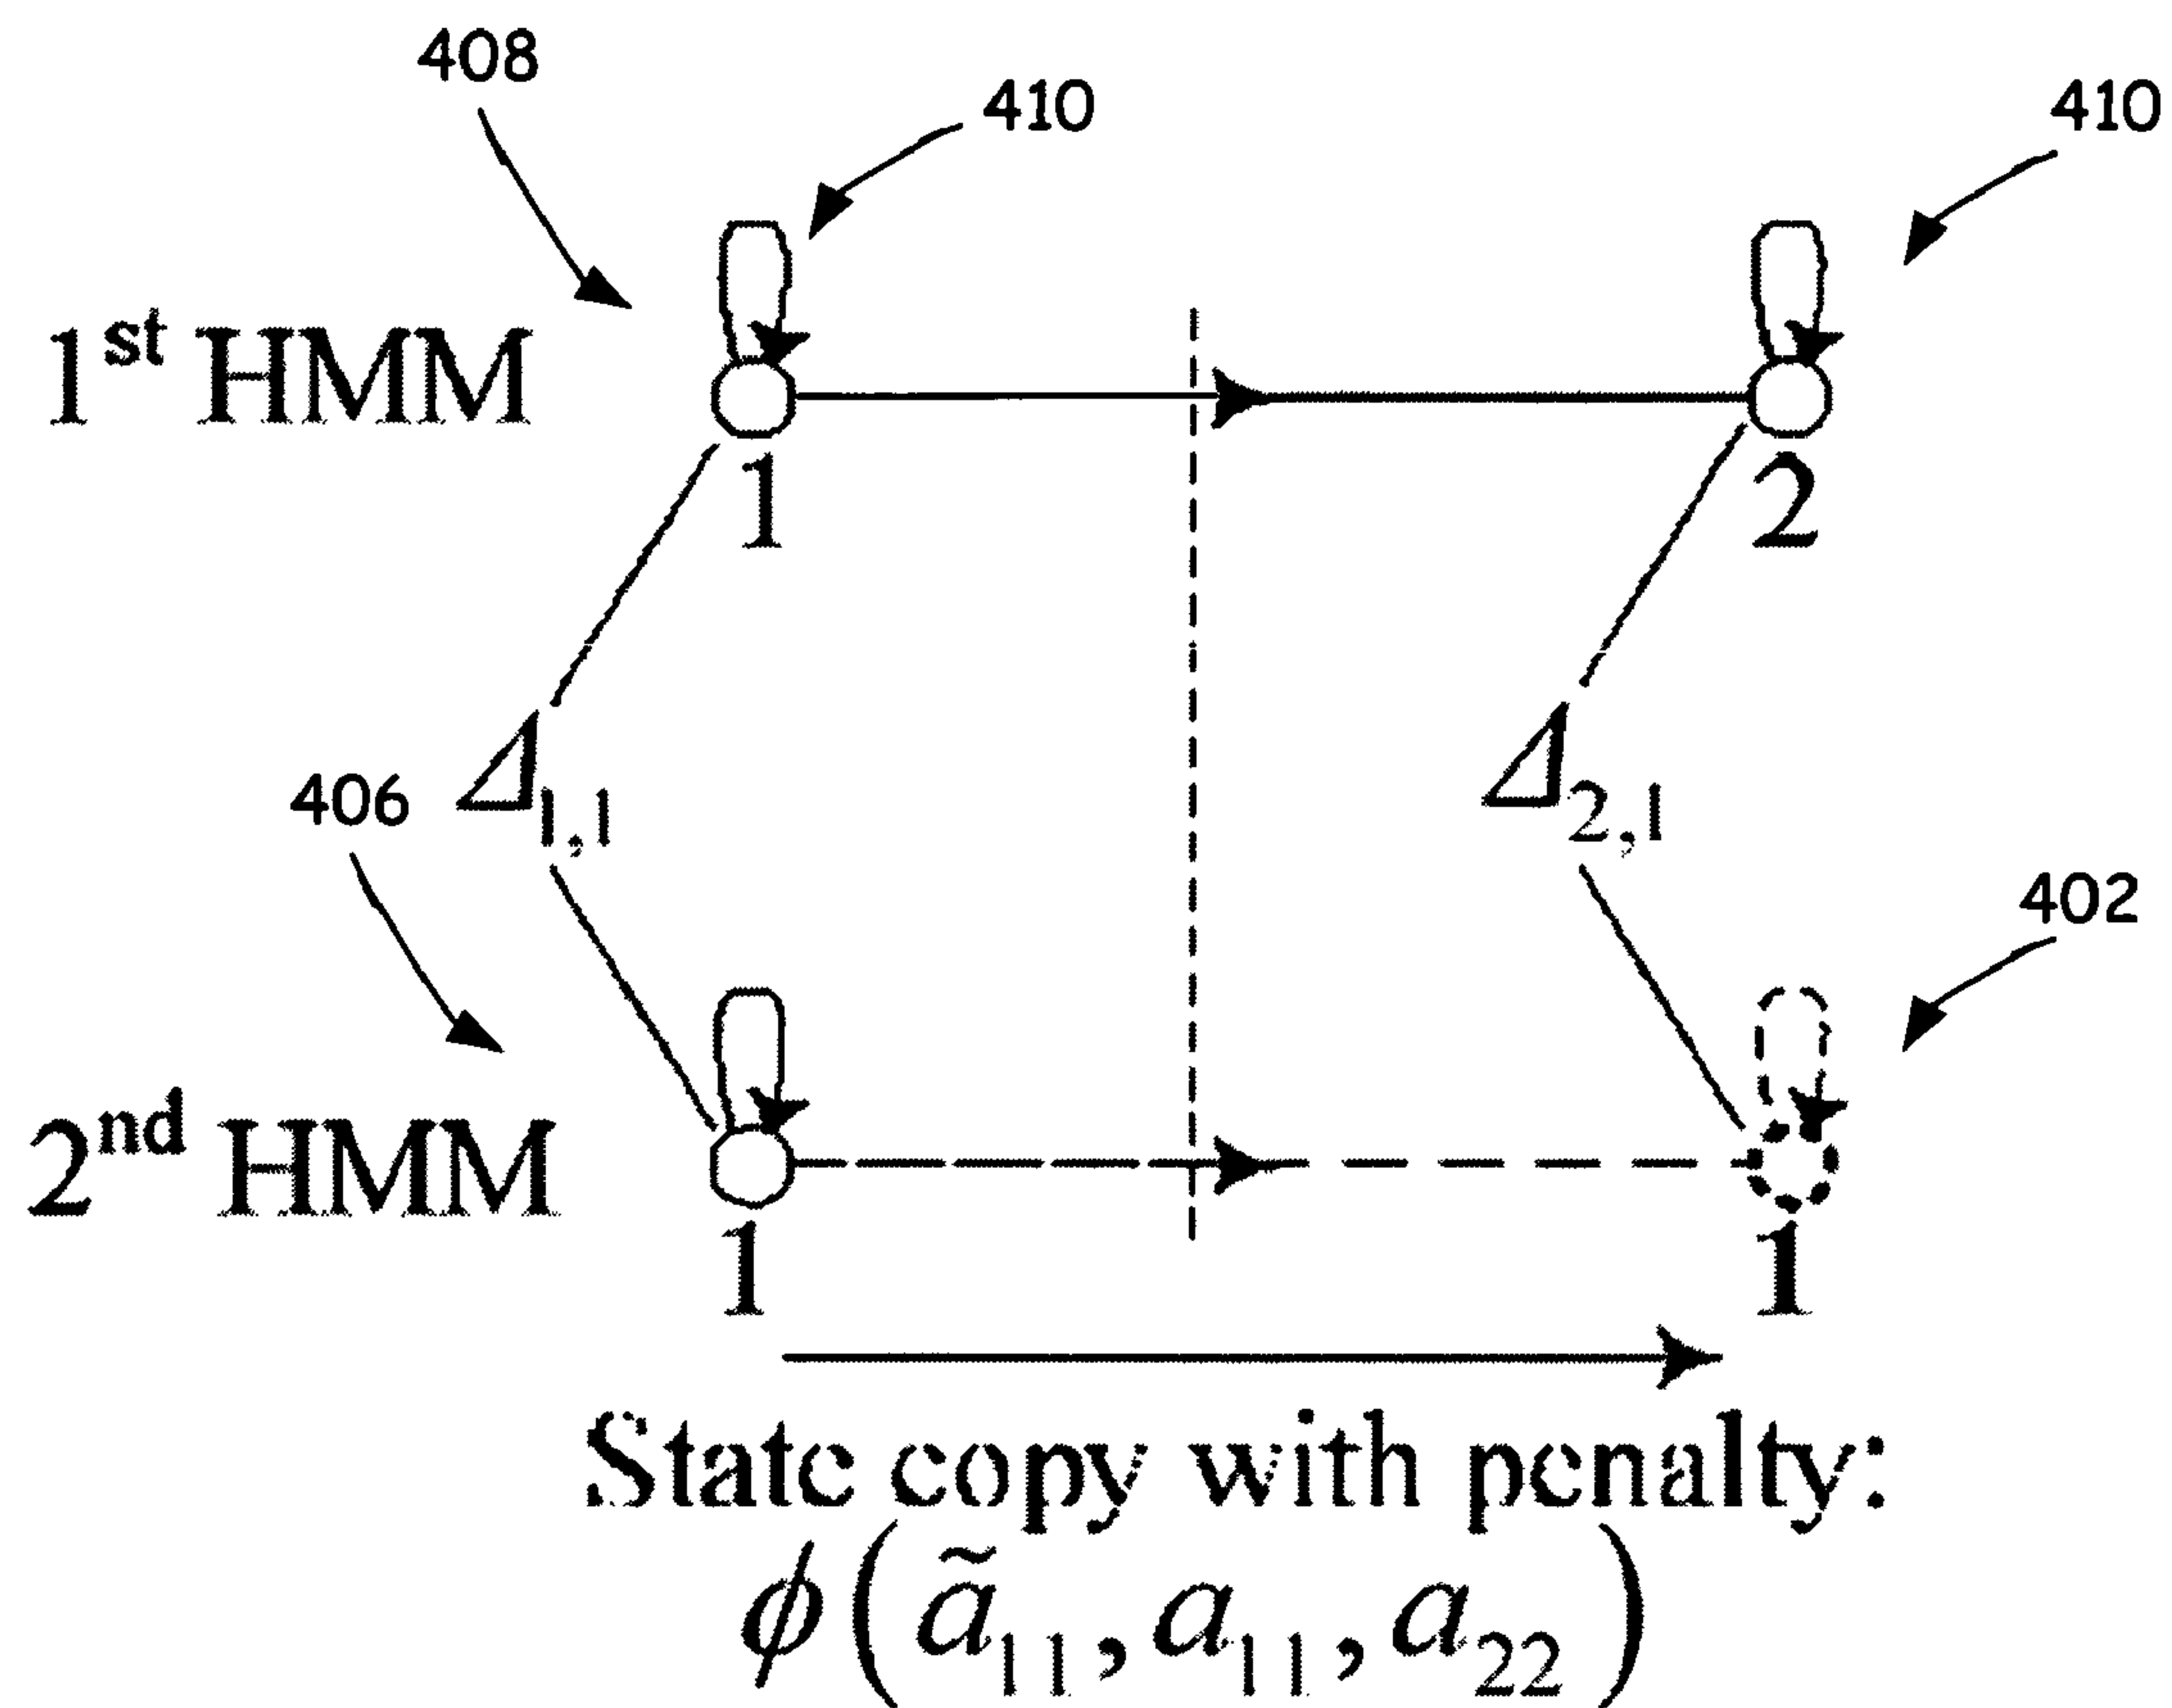 408
410
410
1st HMM
1
2
Δ1,1
Δ2,1
406
402
2nd HMM
1
1
State copy with penalty:
ϕ(ã11, a11, a22)